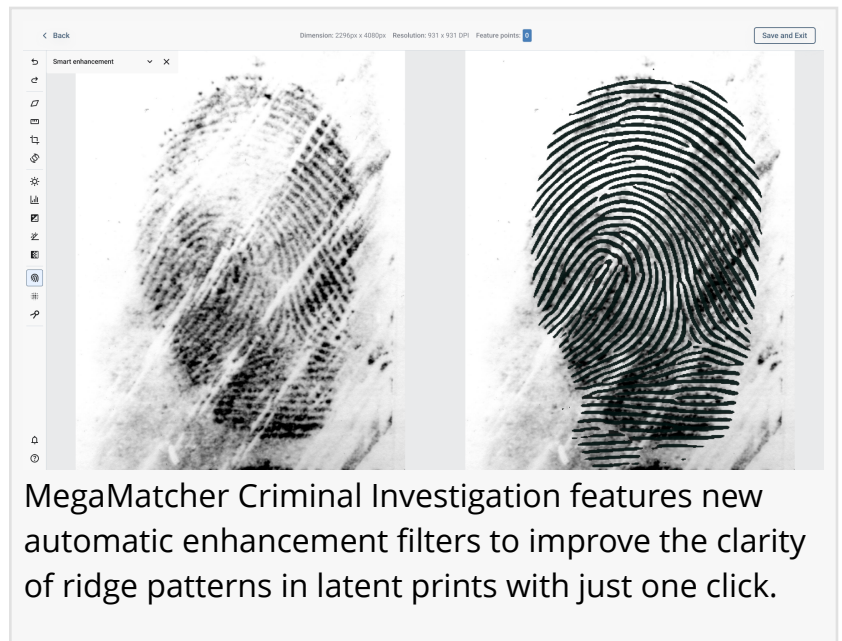 Back
Dimension: 2296px x 4080px Resolution: 931 x 931 DPI Feature points: 0
Save and Exit
Smart enhancement
MegaMatcher Criminal Investigation features new
automatic enhancement filters to improve the clarity
of ridge patterns in latent prints with just one click.